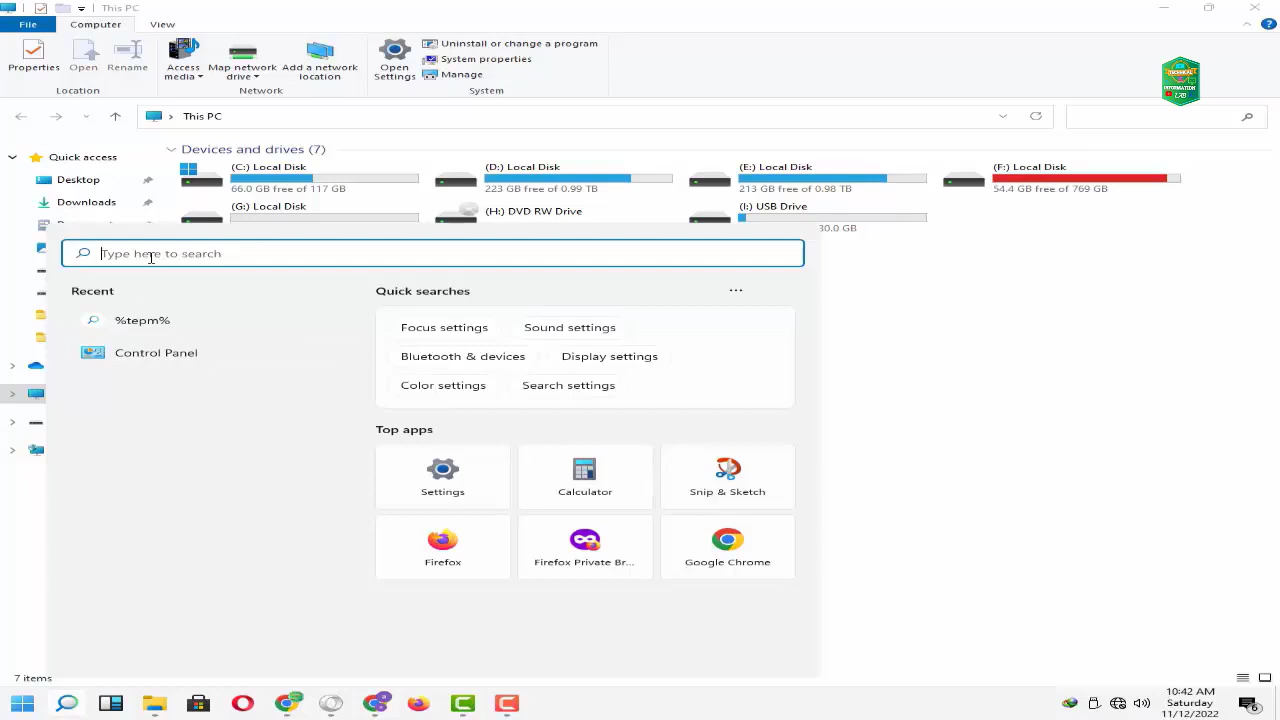 This PC
File
Computer
View
Properties
Open
Rename
Access media
Map network drive
Add a network location
Open Settings
Uninstall or change a program
System properties
Manage
Location
Network
System
TECHNICAL
INFORMATION
LAB
This PC
Quick access
Desktop
Downloads
Devices and drives (7)
(C:) Local Disk
66.0 GB free of 117 GB
(D:) Local Disk
223 GB free of 0.99 TB
(E:) Local Disk
213 GB free of 0.98 TB
(F:) Local Disk
54.4 GB free of 769 GB
(G:) Local Disk
(H:) DVD RW Drive
(I:) USB Drive
30.0 GB
Type here to search
Recent
%tepm%
Control Panel
Quick searches
Focus settings
Sound settings
Bluetooth & devices
Display settings
Color settings
Search settings
Top apps
Settings
Calculator
Snip & Sketch
Firefox
Firefox Private Br...
Google Chrome
7 items
10:42 AM
Saturday
11/12/2022